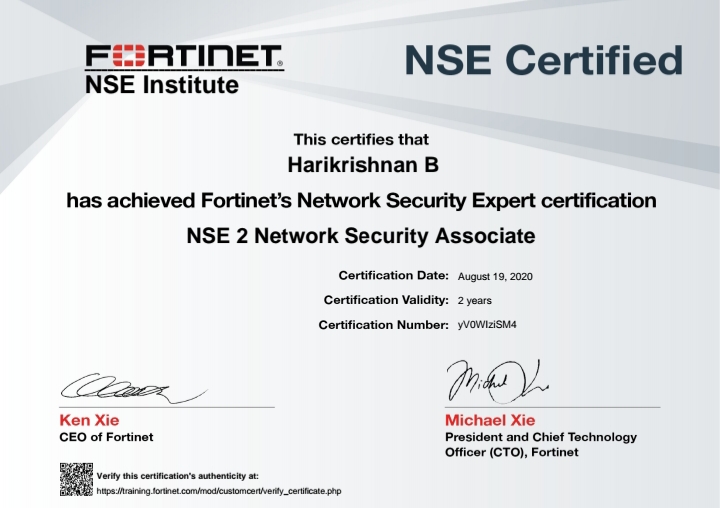 FORTINET®
NSE Institute
NSE Certified
This certifies that
Harikrishnan B
has achieved Fortinet’s Network Security Expert certification
NSE 2 Network Security Associate
Certification Date: August 19, 2020
Certification Validity: 2 years
Certification Number: yV0WIziSM4
Ken Xie
CEO of Fortinet
Michael Xie
President and Chief Technology
Officer (CTO), Fortinet
Verify this certification's authenticity at:
https://training.fortinet.com/mod/customcert/verify_certificate.php